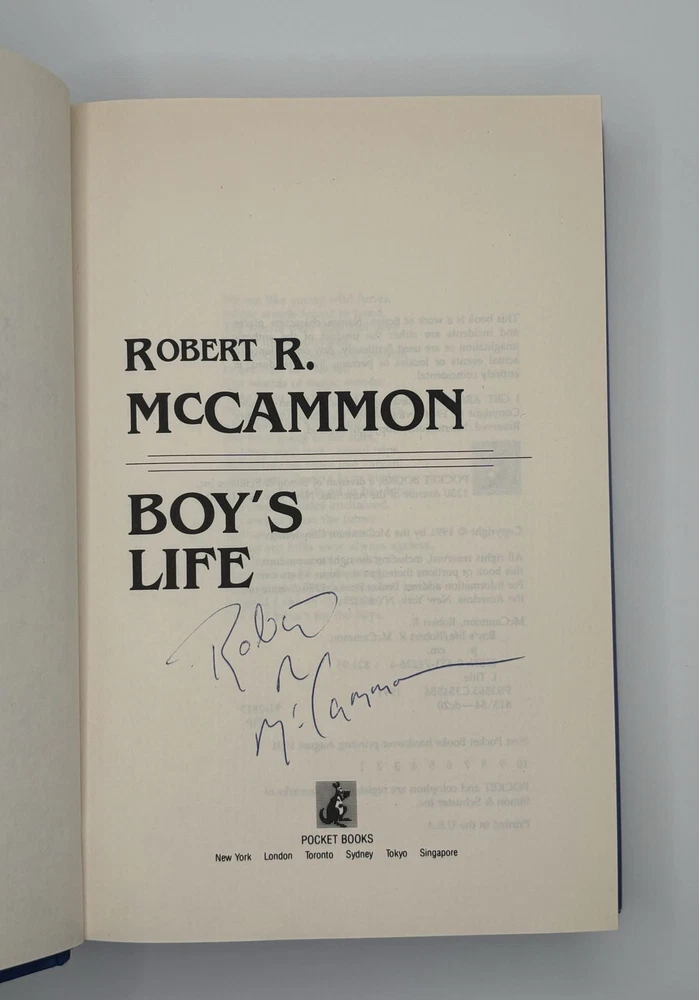 ROBERT R.
MCCAMMON
BOY'S
LIFE
Robert
R
McCammon
POCKET BOOKS
New York London Toronto Sydney Tokyo Singapore